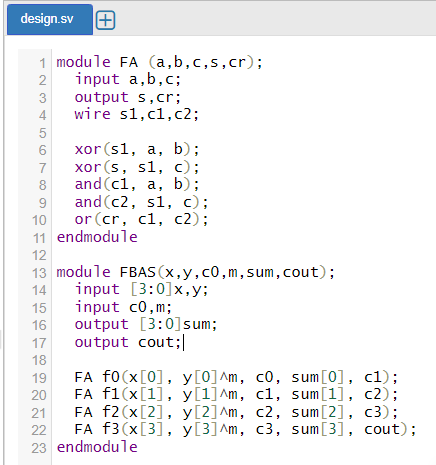 design.sv
1 module FA (a,b,c,s,cr);
2   input a,b,c;
3   output s,cr;
4   wire s1,c1,c2;
5
6   xor(s1, a, b);
7   xor(s, s1, c);
8   and(c1, a, b);
9   and(c2, s1, c);
10   or(cr, c1, c2);
11 endmodule
12
13 module FBAS(x,y,c0,m,sum,cout);
14   input [3:0]x,y;
15   input c0,m;
16   output [3:0]sum;
17   output cout;
18
19   FA f0(x[0], y[0]^m, c0, sum[0], c1);
20   FA f1(x[1], y[1]^m, c1, sum[1], c2);
21   FA f2(x[2], y[2]^m, c2, sum[2], c3);
22   FA f3(x[3], y[3]^m, c3, sum[3], cout);
23 endmodule